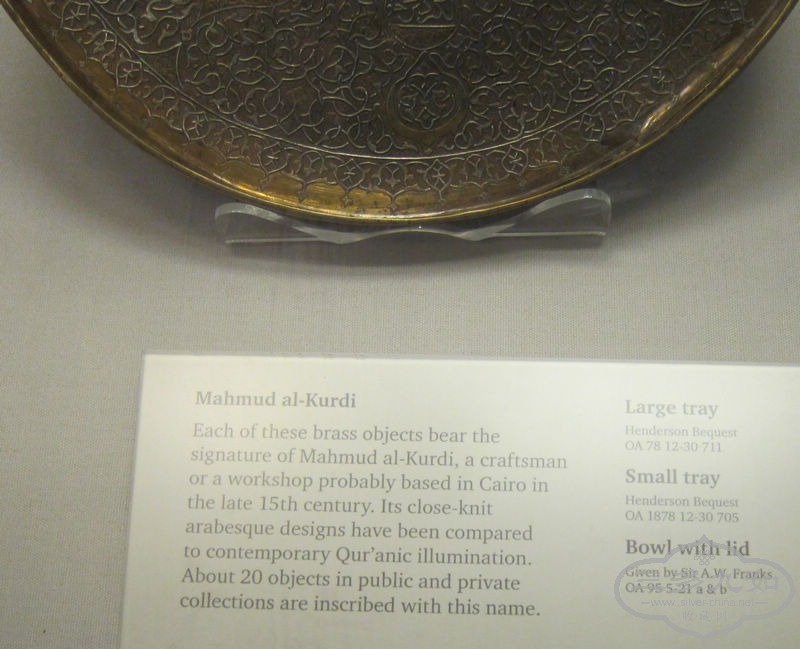 Mahmud al-Kurdi
Each of these brass objects bear the
signature of Mahmud al-Kurdi, a craftsman
or a workshop probably based in Cairo in
the late 15th century. Its close-knit
arabesque designs have been compared
to contemporary Qur'anic illumination.
About 20 objects in public and private
collections are inscribed with this name.
Large tray
Henderson Bequest
OA 78 12-30 711
Small tray
Henderson Bequest
OA 1878 12-30 705
Bowl with lid
Given by Sir A.W. Franks
OA 95 5-21 a & b